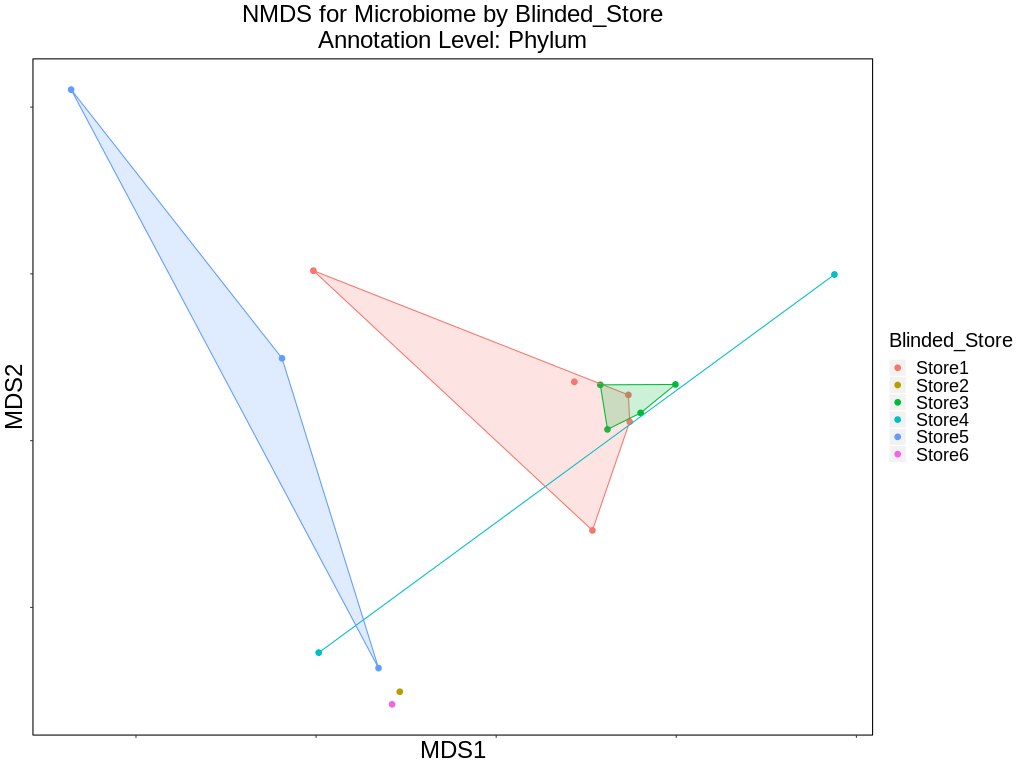 NMDS for Microbiome by Blinded_Store
Annotation Level: Phylum
MDS2
MDS1
Blinded_Store
Store1
Store2
Store3
Store4
Store5
Store6